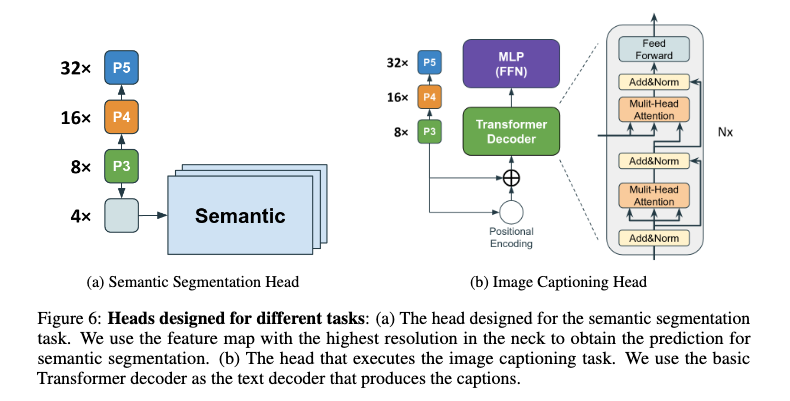 32×
P5
16×
P4
8×
P3
4×
Semantic
(a) Semantic Segmentation Head
32×
P5
16×
P4
8×
P3
MLP
(FFN)
Transformer
Decoder
Positional
Encoding
Feed
Forward
Add&Norm
Mulit-Head
Attention
Add&Norm
Mulit-Head
Attention
Add&Norm
Nx
(b) Image Captioning Head
Figure 6: Heads designed for different tasks: (a) The head designed for the semantic segmentation
task. We use the feature map with the highest resolution in the neck to obtain the prediction for
semantic segmentation. (b) The head that executes the image captioning task. We use the basic
Transformer decoder as the text decoder that produces the captions.